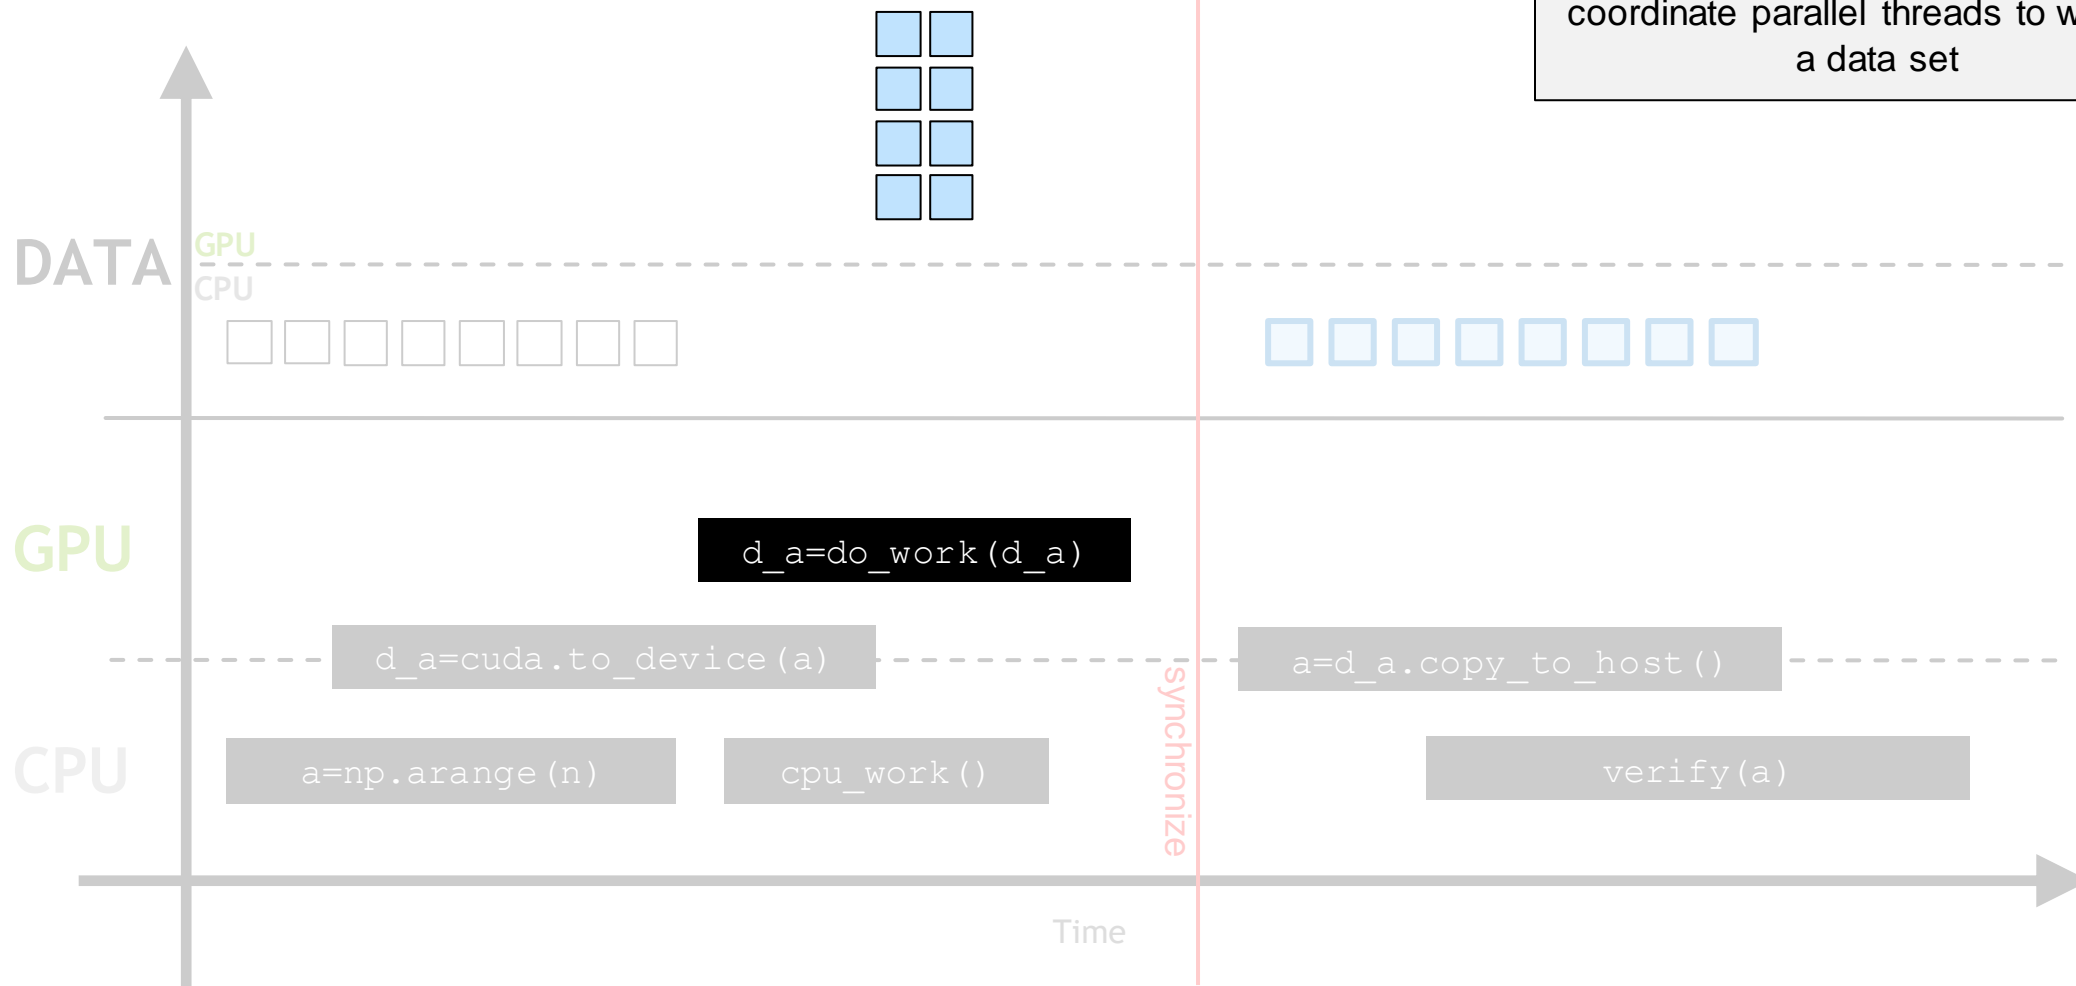 coordinate parallel threads to
a data set
DATA
GPU
CPU
GPU
d_a=do_work(d_a)
d_a=cuda.to_device(a)
a=d_a.copy_to_host()
synchronize
CPU
a=np.arange(n)
cpu_work()
verify(a)
Time